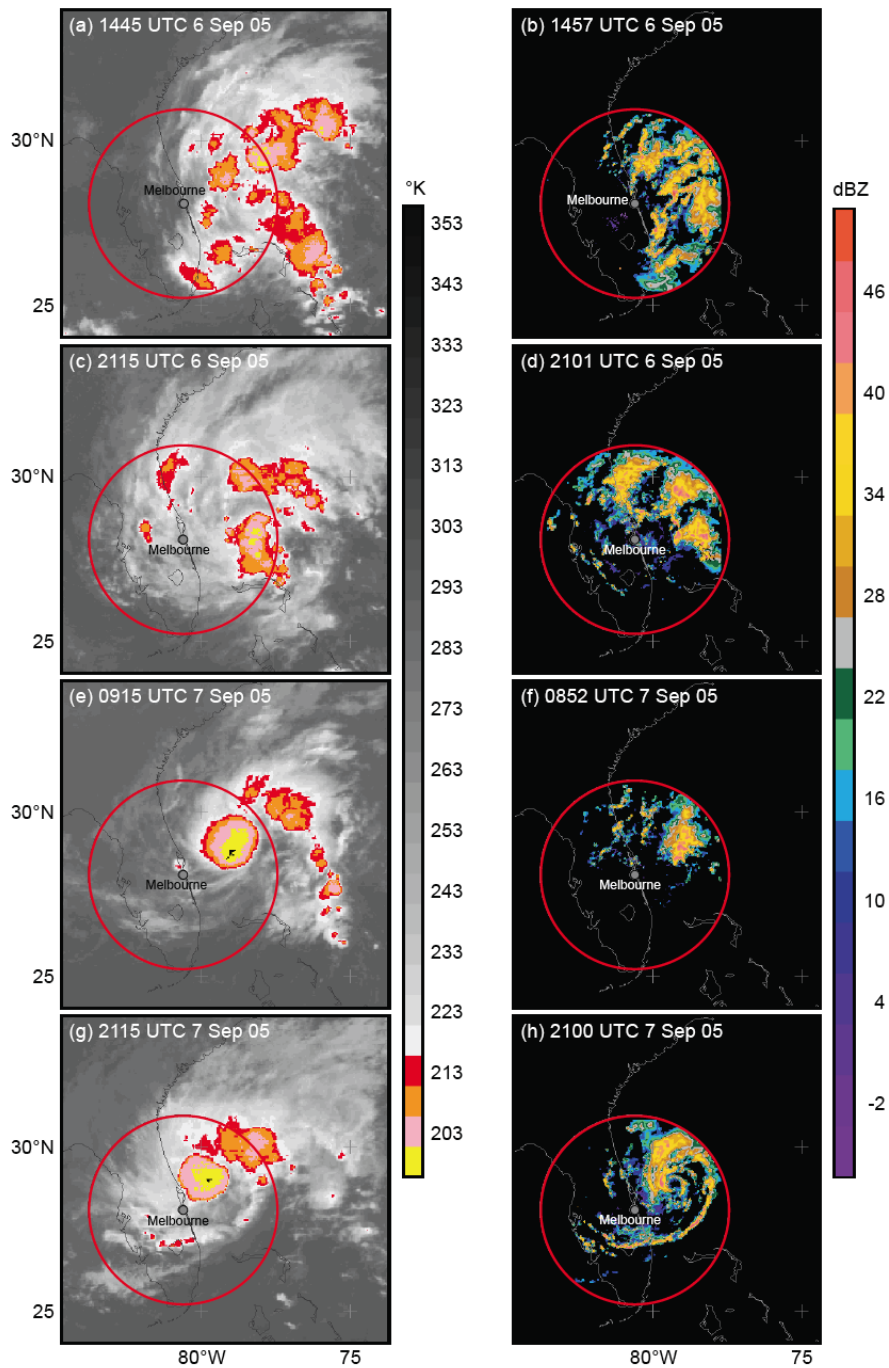 (a) 1445 UTC 6 Sep 05
(b) 1457 UTC 6 Sep 05
30°N
Melbourne
Melbourne
25
(c) 2115 UTC 6 Sep 05
(d) 2101 UTC 6 Sep 05
30°N
Melbourne
Melbourne
25
(e) 0915 UTC 7 Sep 05
(f) 0852 UTC 7 Sep 05
30°N
Melbourne
Melbourne
25
(g) 2115 UTC 7 Sep 05
(h) 2100 UTC 7 Sep 05
30°N
Melbourne
Melbourne
25
80°W
75
80°W
75
°K
353
343
333
323
313
303
293
283
273
263
253
243
233
223
213
203
dBZ
46
40
34
28
22
16
10
4
-2